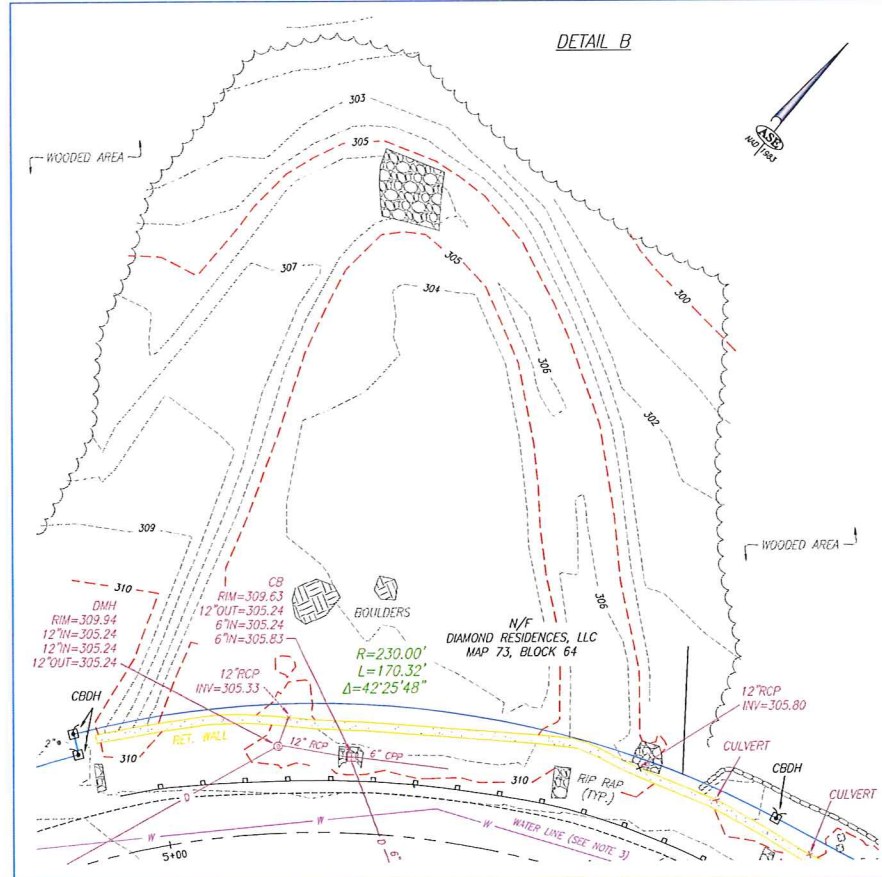 DETAIL B
ASE
NAD 1983
303
305
WOODED AREA
307
305
304
300
306
302
309
WOODED AREA
310
DMH
RIM=309.94
12"IN=305.24
12"IN=305.24
12"OUT=305.24
CB
RIM=309.63
12"OUT=305.24
6"IN=305.24
6"IN=305.83
BOULDERS
306
N/F
DIAMOND RESIDENCES, LLC
MAP 73, BLOCK 64
R=230.00'
L=170.32'
Δ=42°25'48"
12"RCP
INV=305.33
12"RCP
INV=305.80
CBDH
2"
RET. WALL
12" RCP
6" CPP
310
310
RIP RAP
(TYP.)
CULVERT
CBDH
CULVERT
D
W
W
W
WATER LINE (SEE NOTE 3)
W
5+00
D
6"